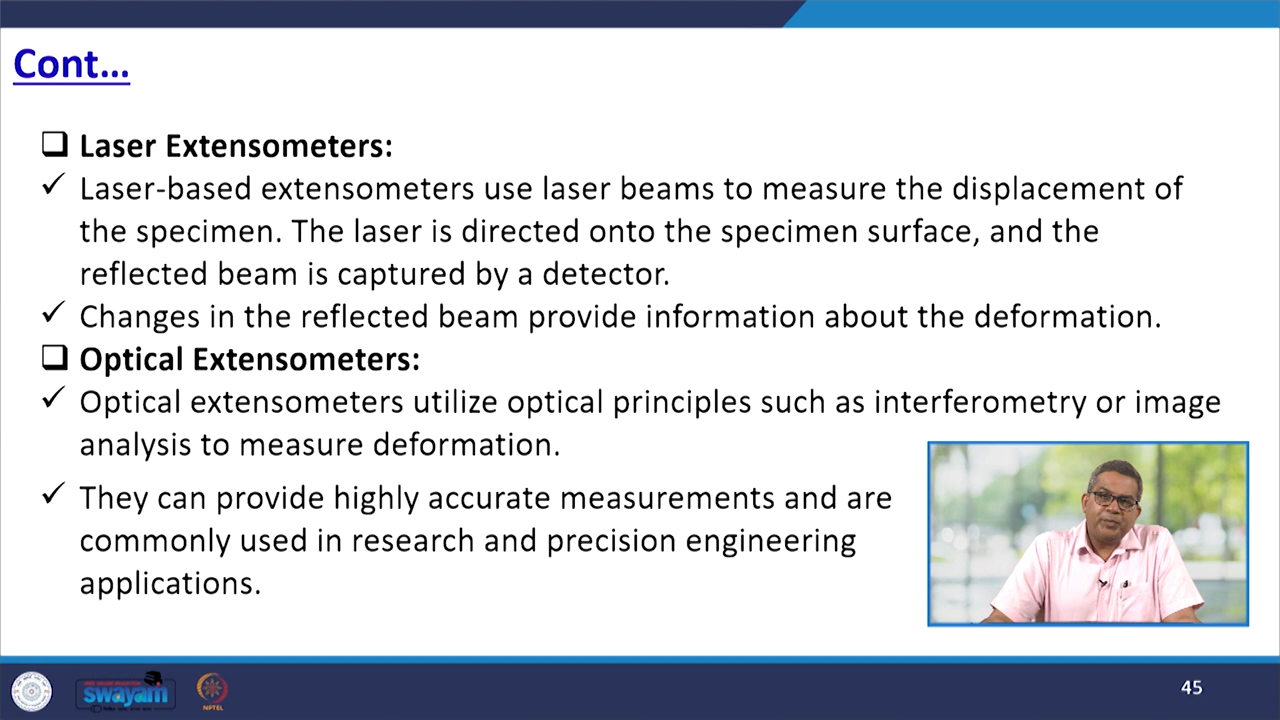 Cont...
Laser Extensometers:
Laser-based extensometers use laser beams to measure the displacement of
the specimen. The laser is directed onto the specimen surface, and the
reflected beam is captured by a detector.
Changes in the reflected beam provide information about the deformation.
Optical Extensometers:
Optical extensometers utilize optical principles such as interferometry or image
analysis to measure deformation.
They can provide highly accurate measurements and are
commonly used in research and precision engineering
applications.
swayam
NPTEL
45